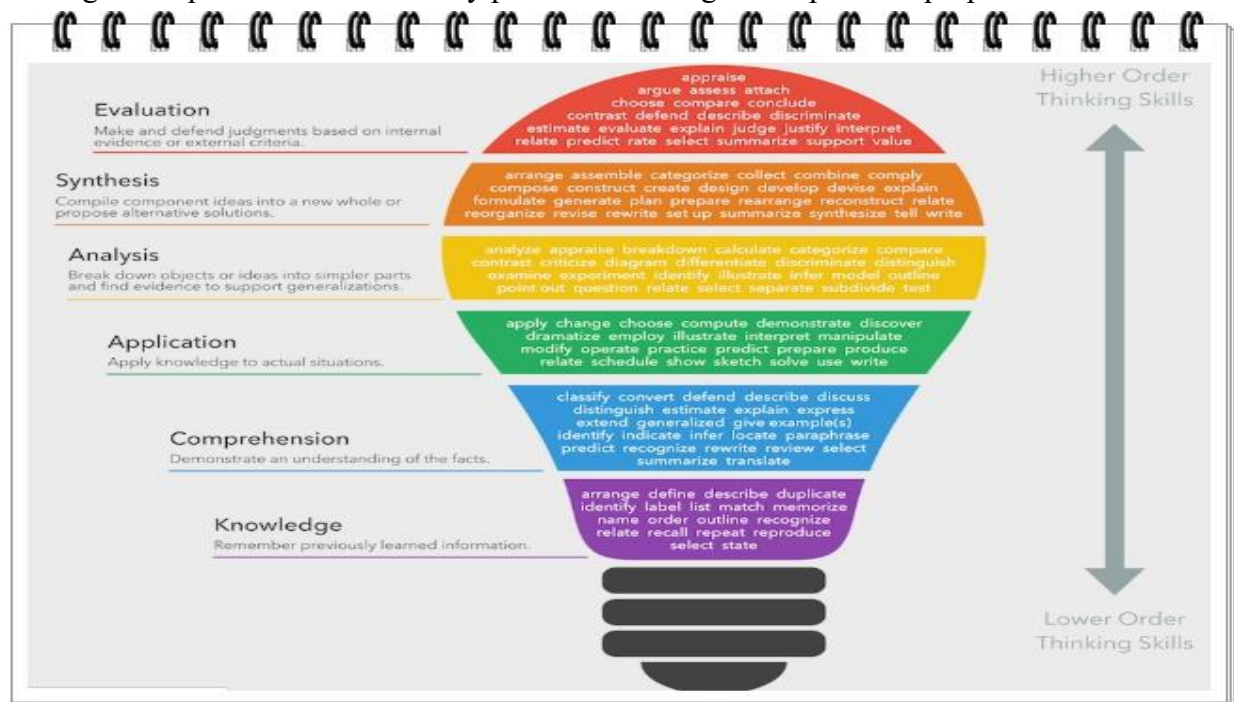 Higher Order
Thinking Skills
Evaluation
Make and defend judgments based on internal
evidence or external criteria.
appraise
argue assess attach
choose compare conclude
contrast defend describe discriminate
estimate evaluate explain judge justify interpret
relate predict rate select summarize support value
Synthesis
Compile component ideas into a new whole or
propose alternative solutions.
arrange assemble categorize collect combine comply
compose construct create design develop devise explain
formulate generate plan prepare rearrange reconstruct relate
reorganize revise rewrite set up summarize synthesize tell write
Analysis
Break down objects or ideas into simpler parts
and find evidence to support generalizations.
analyze appraise breakdown calculate categorize compare
contrast criticize diagram differentiate discriminate distinguish
examine experiment identify illustrate infer model outline
point out question relate select separate subdivide test
Application
Apply knowledge to actual situations.
apply change choose compute demonstrate discover
dramatize employ illustrate interpret manipulate
modify operate practice predict prepare produce
relate schedule show sketch solve use write
Comprehension
Demonstrate an understanding of the facts.
classify convert defend describe discuss
distinguish estimate explain express
extend generalized give example(s)
identify indicate infer locate paraphrase
predict recognize rewrite review select
summarize translate
Knowledge
Remember previously learned information.
arrange define describe duplicate
identify label list match memorize
name order outline recognize
relate recall repeat reproduce
select state
Lower Order
Thinking Skills